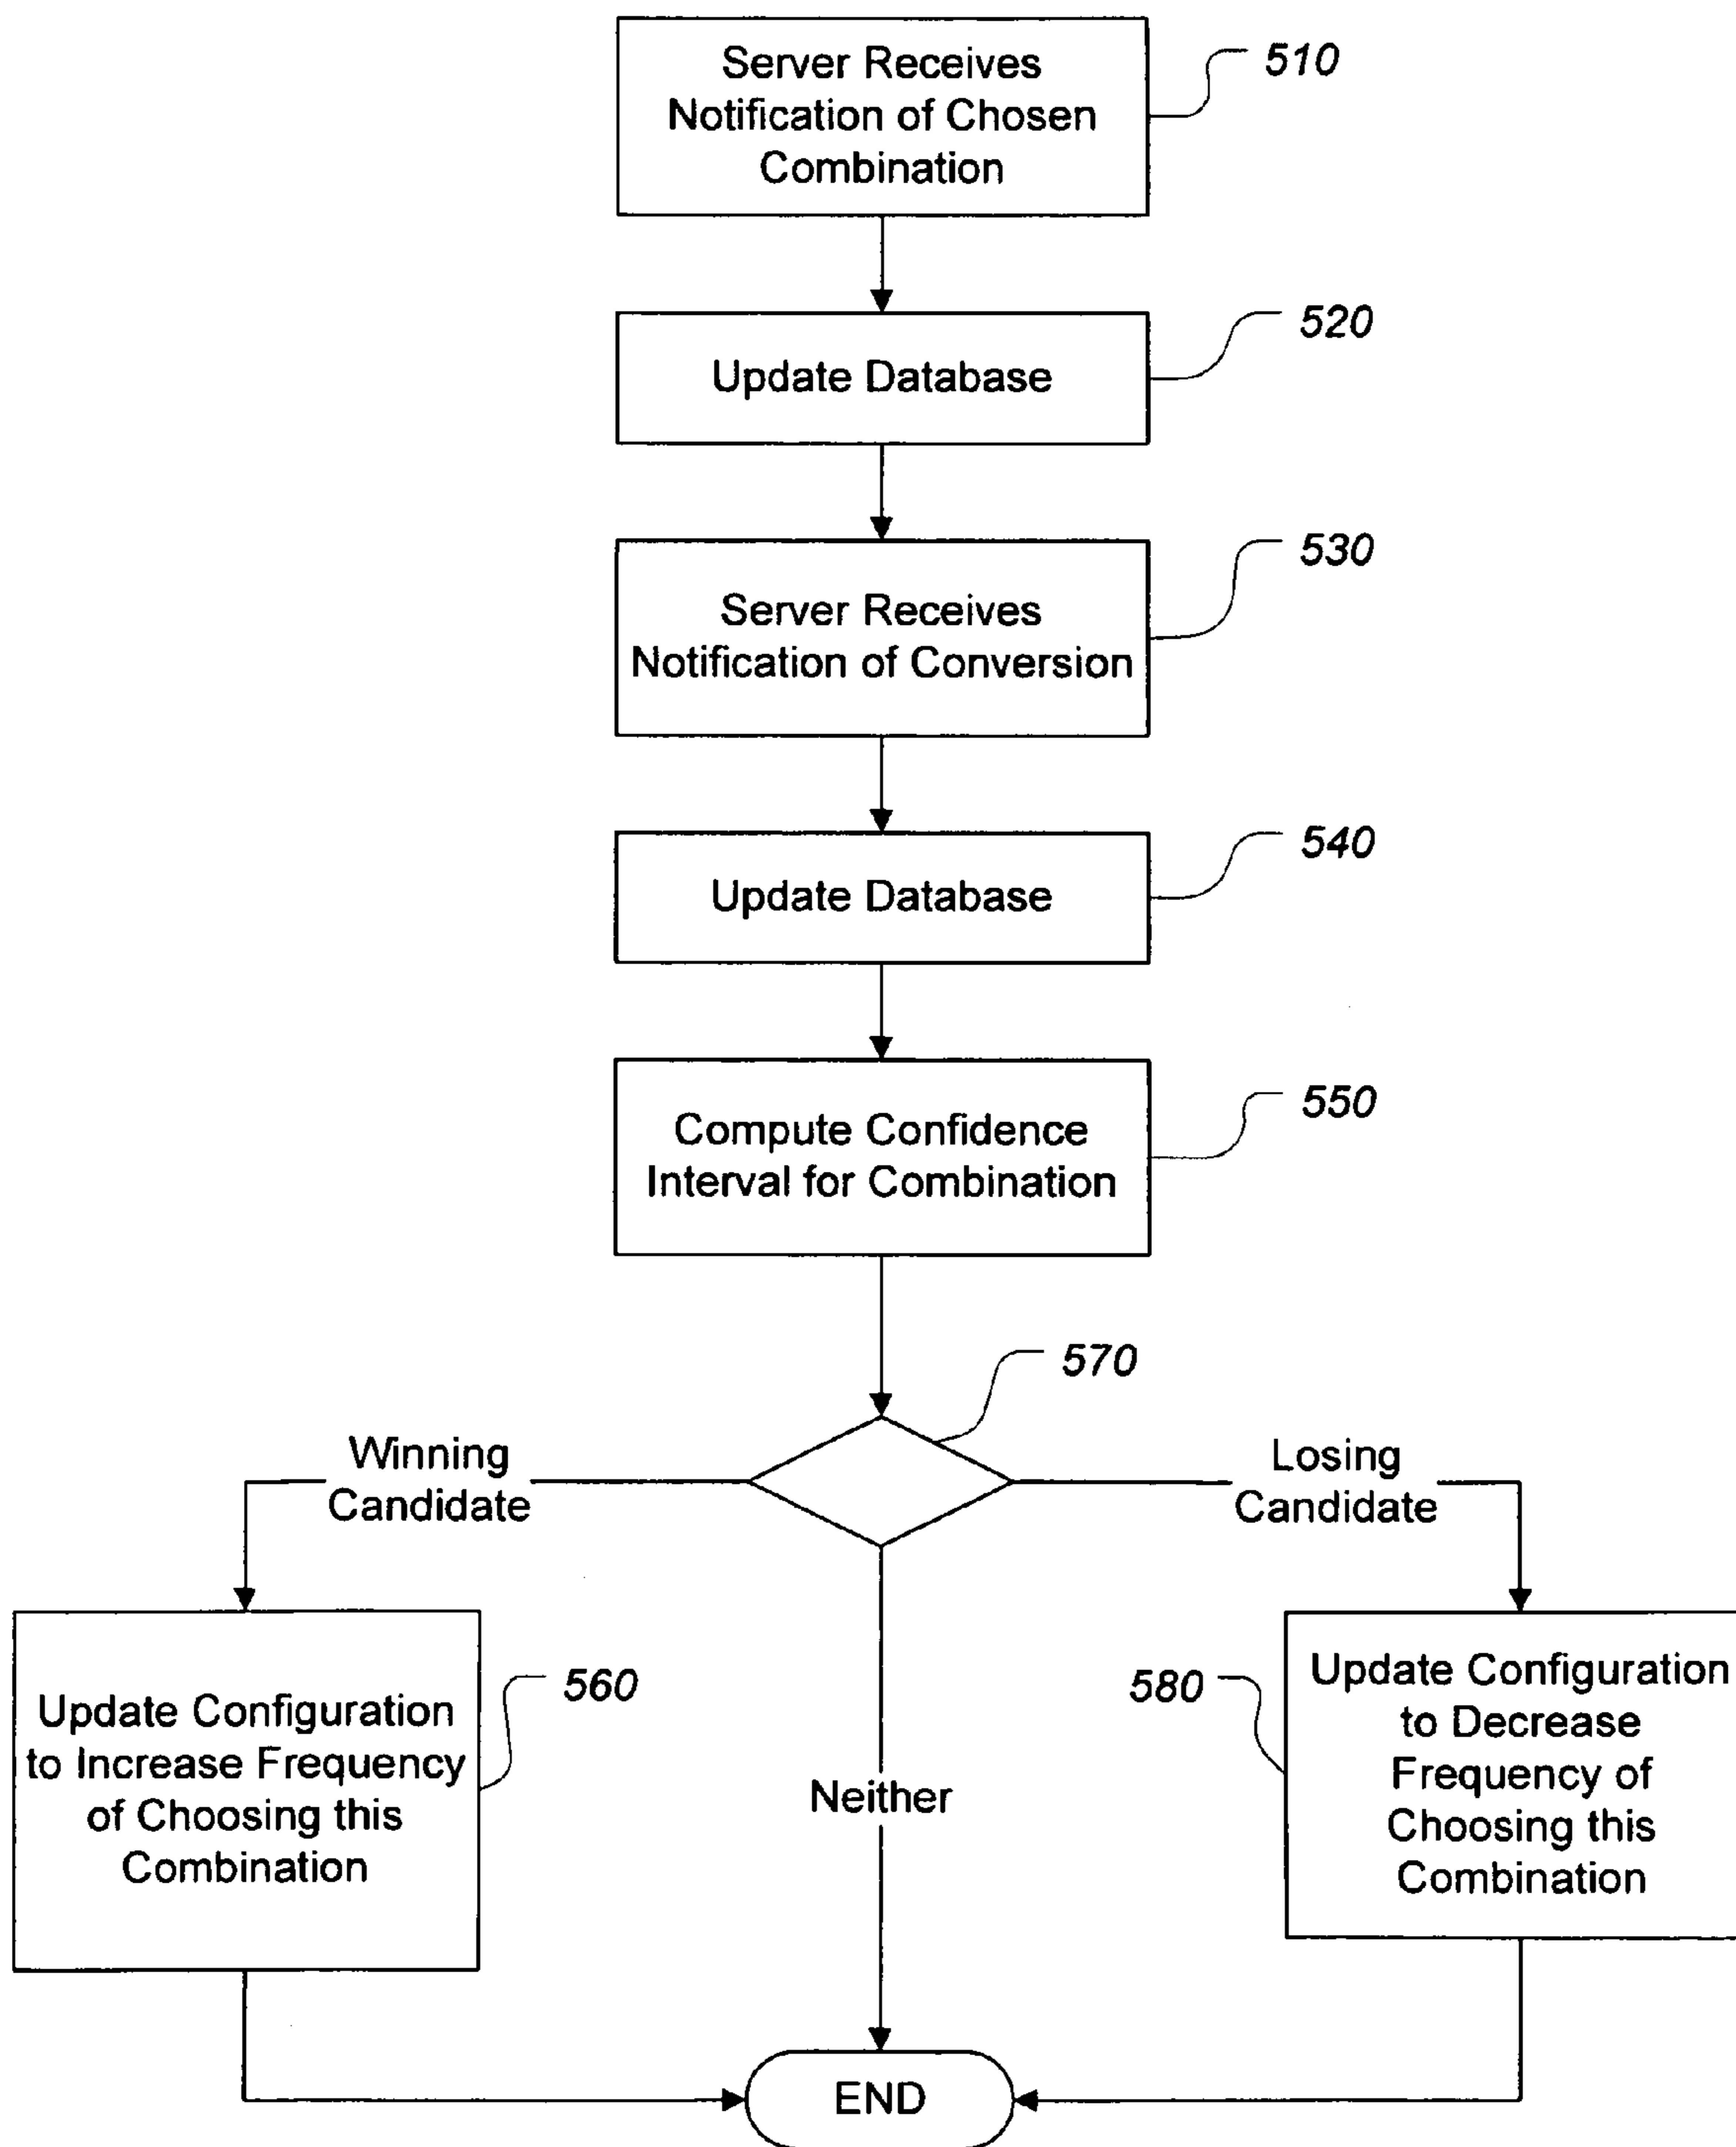 Server Receives
Notification of Chosen
Combination
510
Update Database
520
Server Receives
Notification of Conversion
530
Update Database
540
Compute Confidence
Interval for Combination
550
570
Winning
Candidate
Losing
Candidate
Neither
Update Configuration
to Increase Frequency
of Choosing this
Combination
560
580
Update Configuration
to Decrease
Frequency of
Choosing this
Combination
END